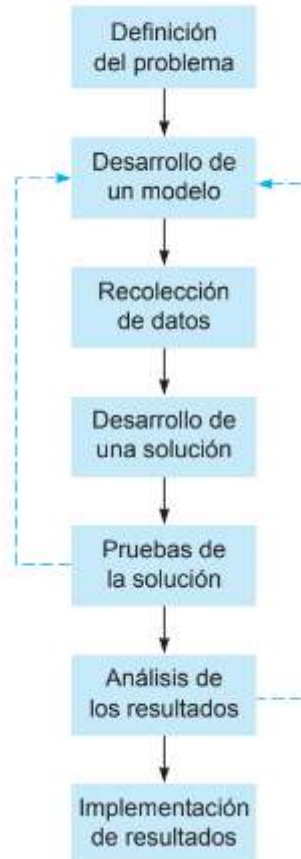 Definición
del problema
Desarrollo de
un modelo
Recolección
de datos
Desarrollo de
una solución
Pruebas de
la solución
Análisis de
los resultados
Implementación
de resultados